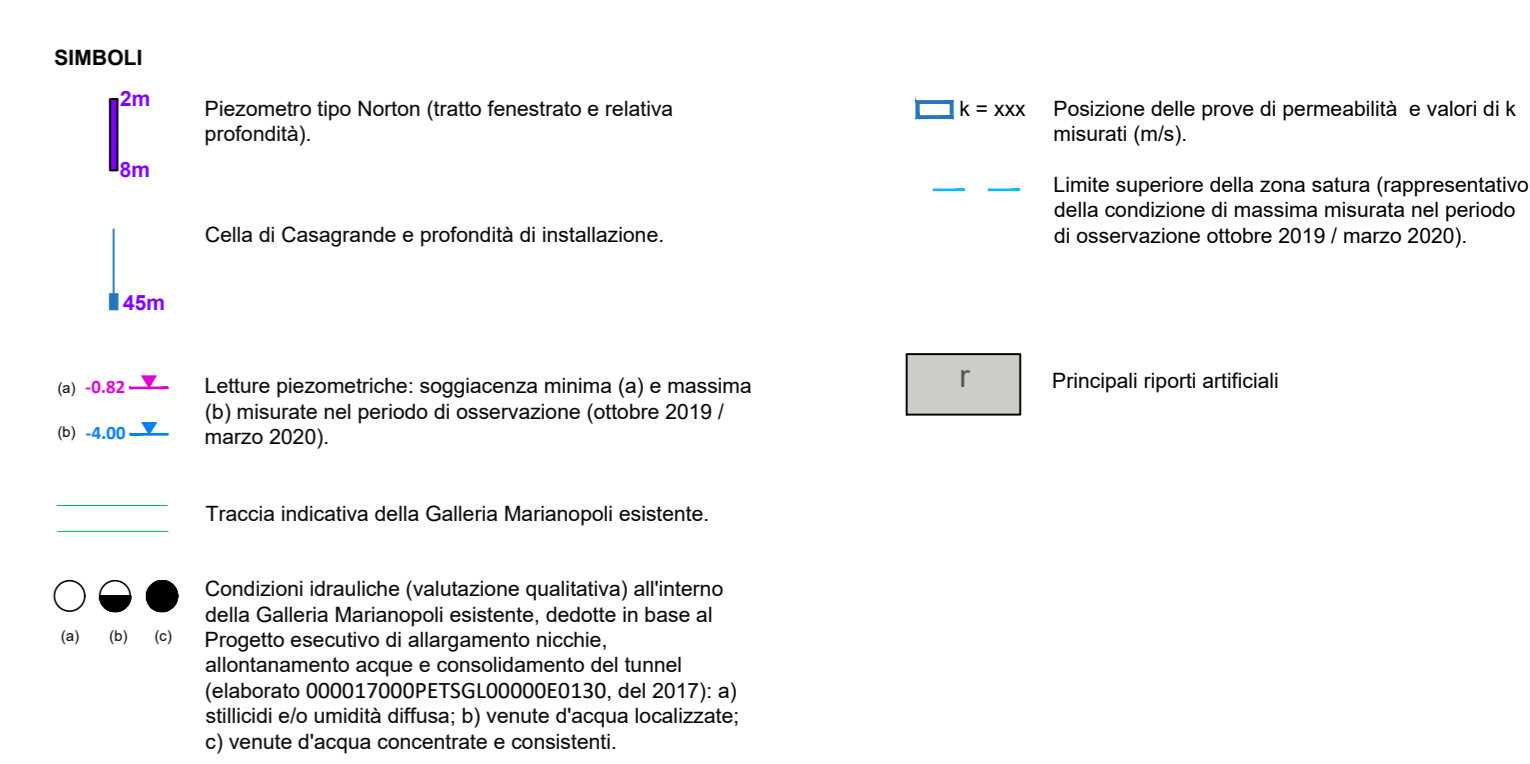 SIMBOLI
2m
8m
Piezometro tipo Norton (tratto fenestrato e relativa
profondità).
45m
Cella di Casagrande e profondità di installazione.
(a) -0.82
(b) -4.00
Letture piezometriche: soggiacenza minima (a) e massima
(b) misurate nel periodo di osservazione (ottobre 2019 /
marzo 2020).
Traccia indicativa della Galleria Marianopoli esistente.
(a) (b) (c)
Condizioni idrauliche (valutazione qualitativa) all'interno
della Galleria Marianopoli esistente, dedotte in base al
Progetto esecutivo di allargamento nicchie,
allontanamento acque e consolidamento del tunnel
(elaborato 000017000PETSGL00000E0130, del 2017): a)
stillicidi e/o umidità diffusa; b) venute d'acqua localizzate;
c) venute d'acqua concentrate e consistenti.
k = xxx
Posizione delle prove di permeabilità e valori di k
misurati (m/s).
Limite superiore della zona satura (rappresentativo
della condizione di massima misurata nel periodo
di osservazione ottobre 2019 / marzo 2020).
r
Principali riporti artificiali